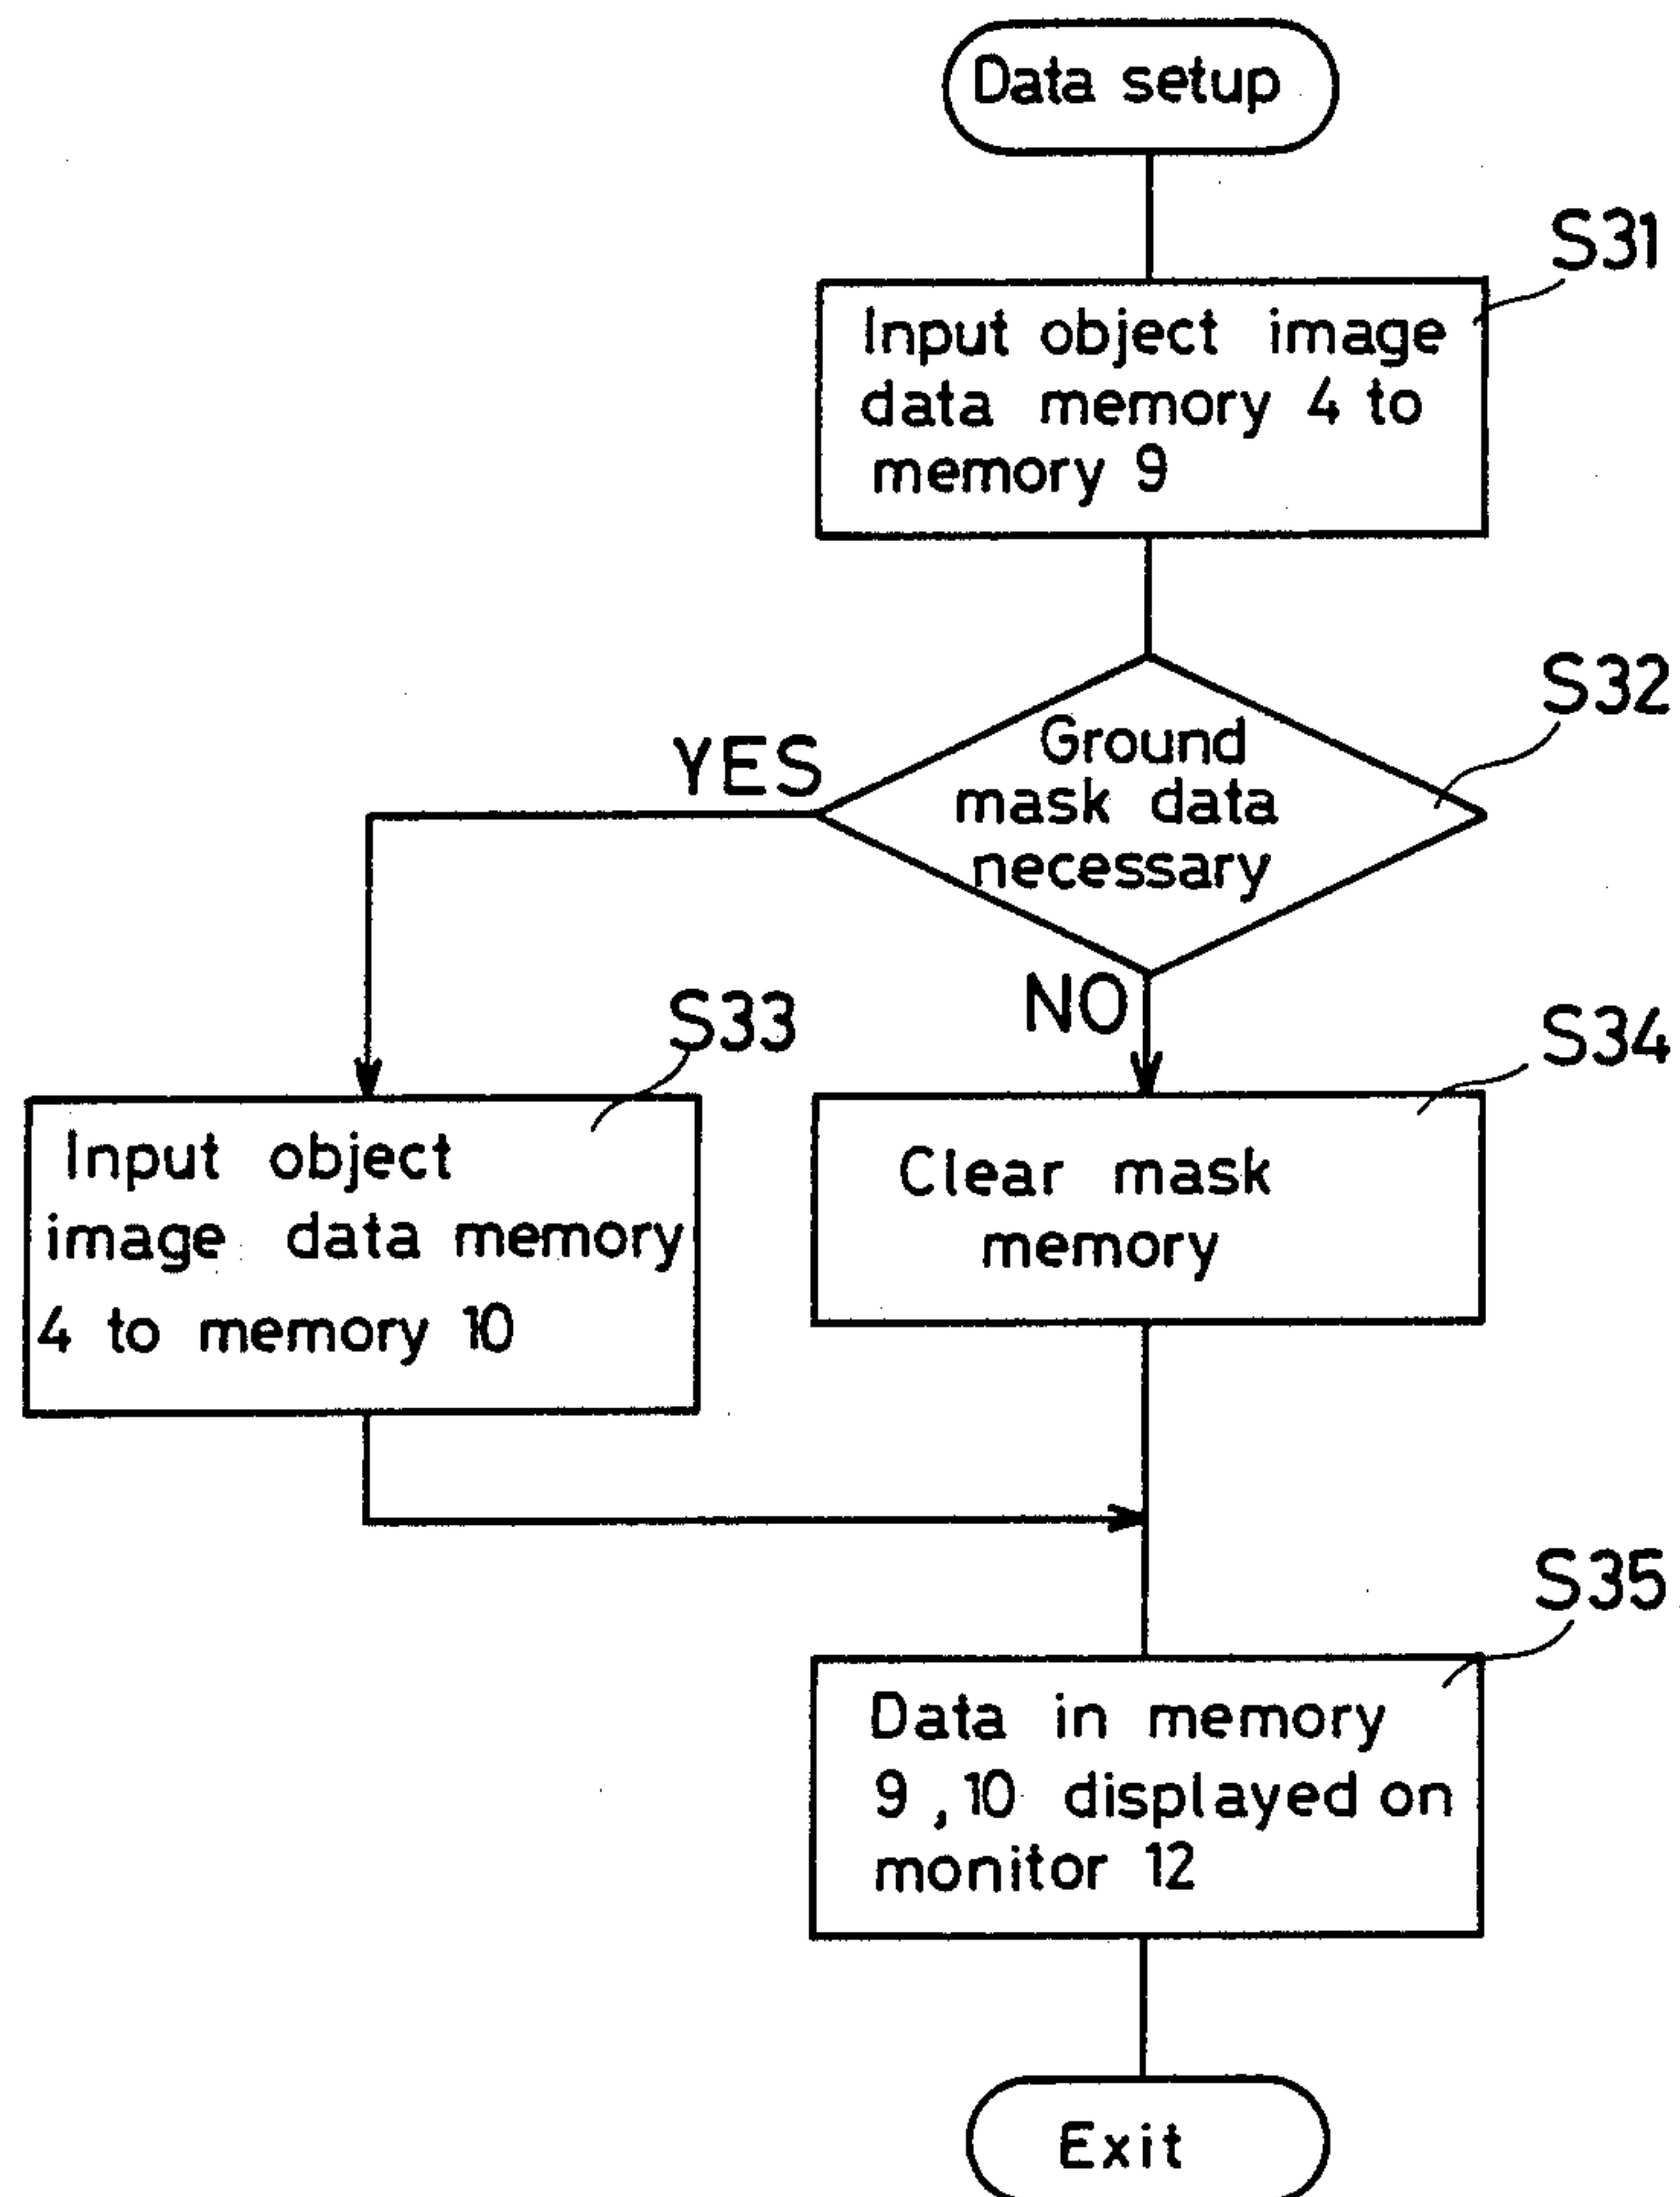 Data setup
S31
Input object image
data memory 4 to
memory 9
S32
Ground
mask data
necessary
YES
NO
S33
Input object
image data memory
4 to memory 10
S34
Clear mask
memory
S35
Data in memory
9 , 10 displayed on
monitor 12
Exit